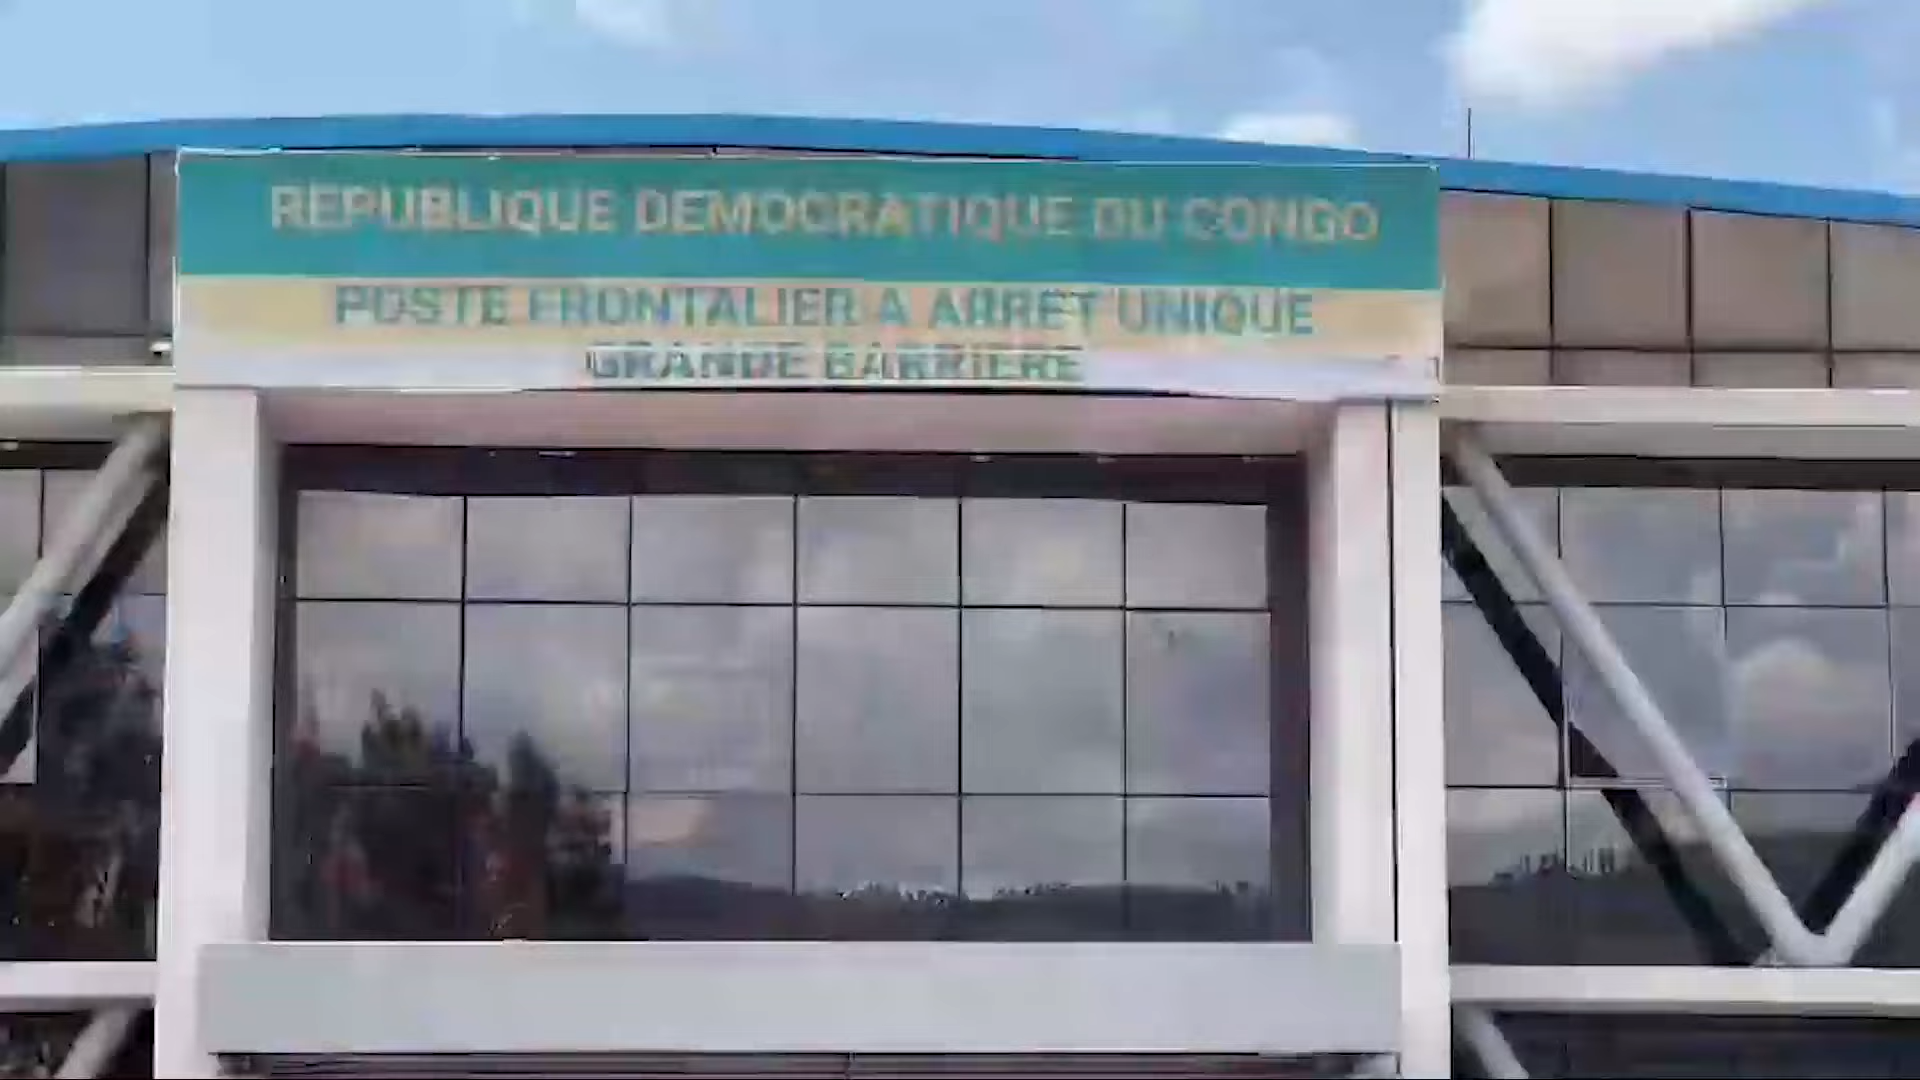 REPUBLIQUE DEMOCRATIQUE DU CONGO
POSTE FRONTALIER A ARRET UNIQUE
GRANDE BARRIERE